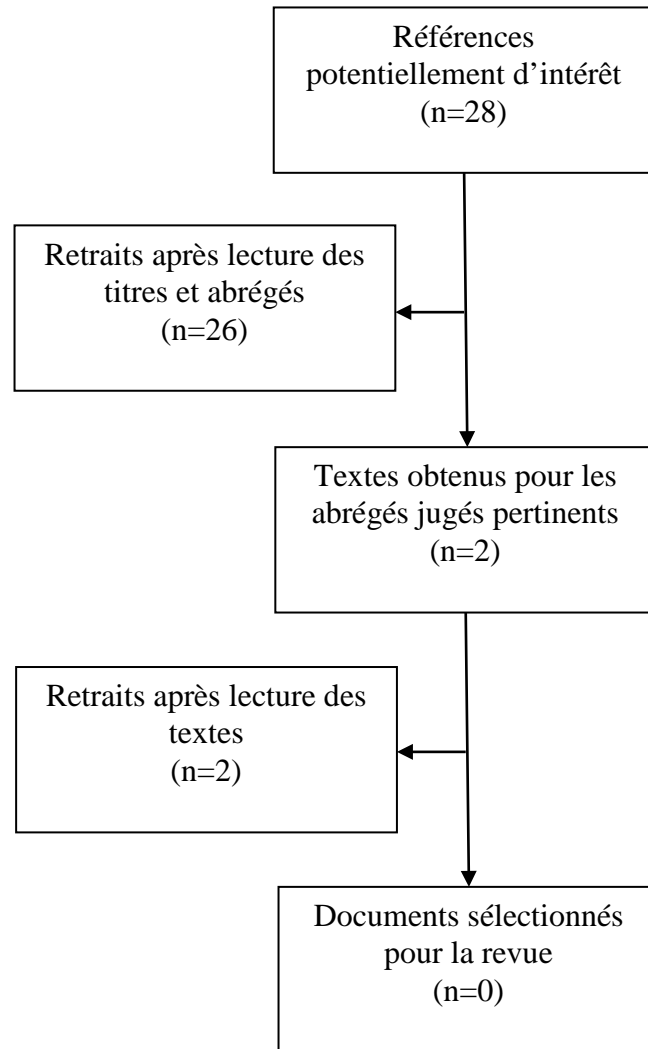 Références
potentiellement d’intérêt
(n=28)
Retraits après lecture des
titres et abrégés
(n=26)
Textes obtenus pour les
abrégés jugés pertinents
(n=2)
Retraits après lecture des
textes
(n=2)
Documents sélectionnés
pour la revue
(n=0)